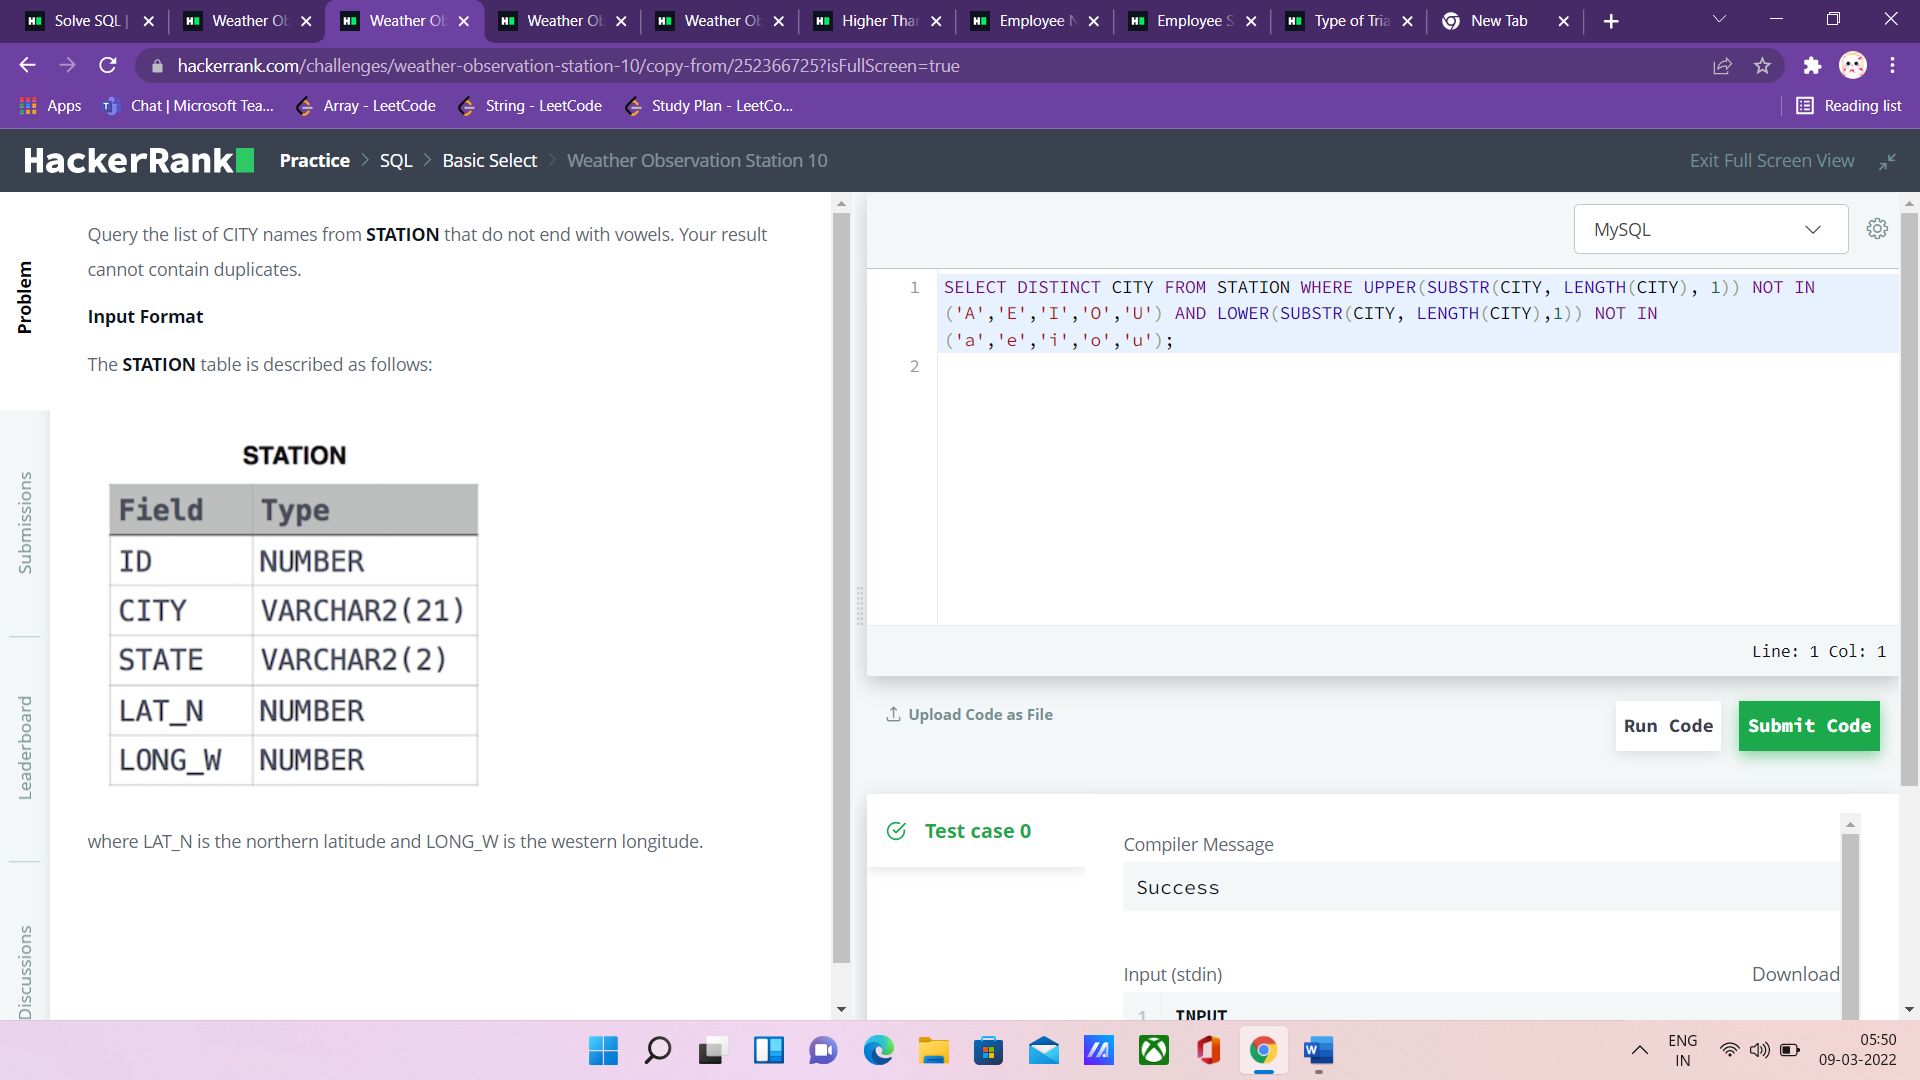 Solve SQL |
Weather Ob
Weather Ob
Weather Ob
Weather Ob
Higher Than
Employee N
Employee S
Type of Tria
New Tab
hackerrank.com/challenges/weather-observation-station-10/copy-from/252366725?isFullScreen=true
Apps
Chat | Microsoft Tea...
Array - LeetCode
String - LeetCode
Study Plan - LeetCo...
Reading list
HackerRank
Practice > SQL > Basic Select > Weather Observation Station 10
Exit Full Screen View
Problem
Submissions
Leaderboard
Discussions
Query the list of CITY names from STATION that do not end with vowels. Your result
cannot contain duplicates.
Input Format
The STATION table is described as follows:
STATION
Field Type
ID NUMBER
CITY VARCHAR2(21)
STATE VARCHAR2(2)
LAT_N NUMBER
LONG_W NUMBER
where LAT_N is the northern latitude and LONG_W is the western longitude.
MySQL
1 SELECT DISTINCT CITY FROM STATION WHERE UPPER(SUBSTR(CITY, LENGTH(CITY), 1)) NOT IN
('A','E','I','O','U') AND LOWER(SUBSTR(CITY, LENGTH(CITY),1)) NOT IN
('a','e','i','o','u');
2
Line: 1 Col: 1
Upload Code as File
Run Code
Submit Code
Test case 0
Compiler Message
Success
Input (stdin)
Download
1 INPUT
ENG
IN
05:50
09-03-2022